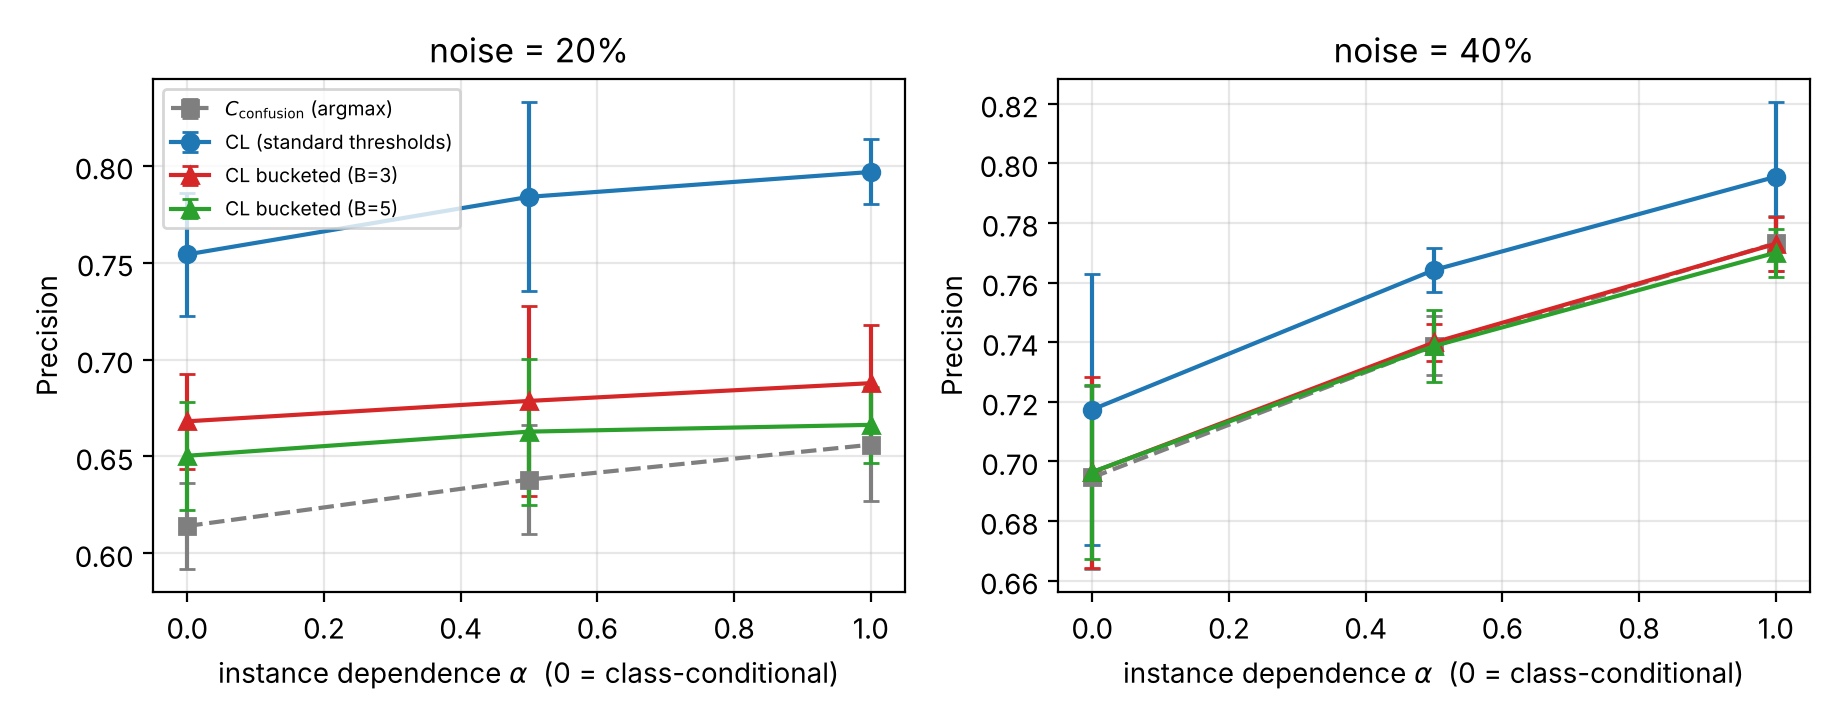 noise = 20%
C_confusion (argmax)
CL (standard thresholds)
CL bucketed (B=3)
CL bucketed (B=5)
Precision
0.80
0.75
0.70
0.65
0.60
0.0 0.2 0.4 0.6 0.8 1.0
instance dependence α (0 = class-conditional)
noise = 40%
Precision
0.82
0.80
0.78
0.76
0.74
0.72
0.70
0.68
0.66
0.0 0.2 0.4 0.6 0.8 1.0
instance dependence α (0 = class-conditional)